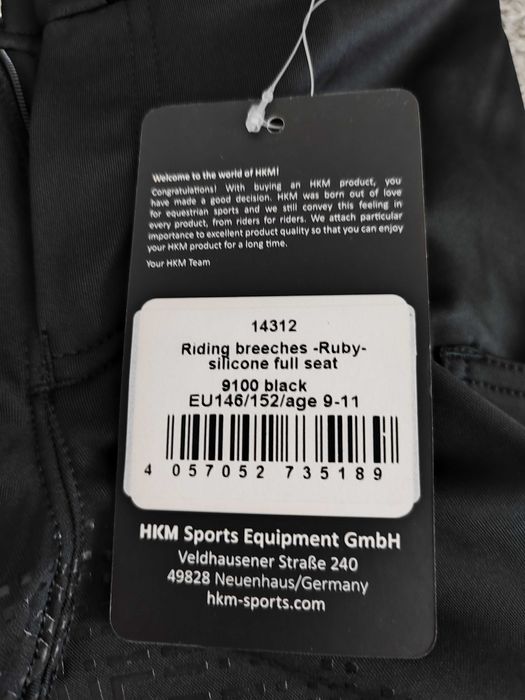 Welcome to the world of HKM!
Congratulations! With buying an HKM product, you
have made a good decision. HKM was born out of love
for equestrian sports and we still convey this feeling in
every product, from riders for riders. We attach particular
importance to excellent product quality so that you can enjoy
your HKM product for a long time.
Your HKM Team
14312
Riding breeches -Ruby-
silicone full seat
9100 black
EU146/152/age 9-11
4 057052 735189
HKM Sports Equipment GmbH
Veldhausener Straße 240
49828 Neuenhaus/Germany
hkm-sports.com